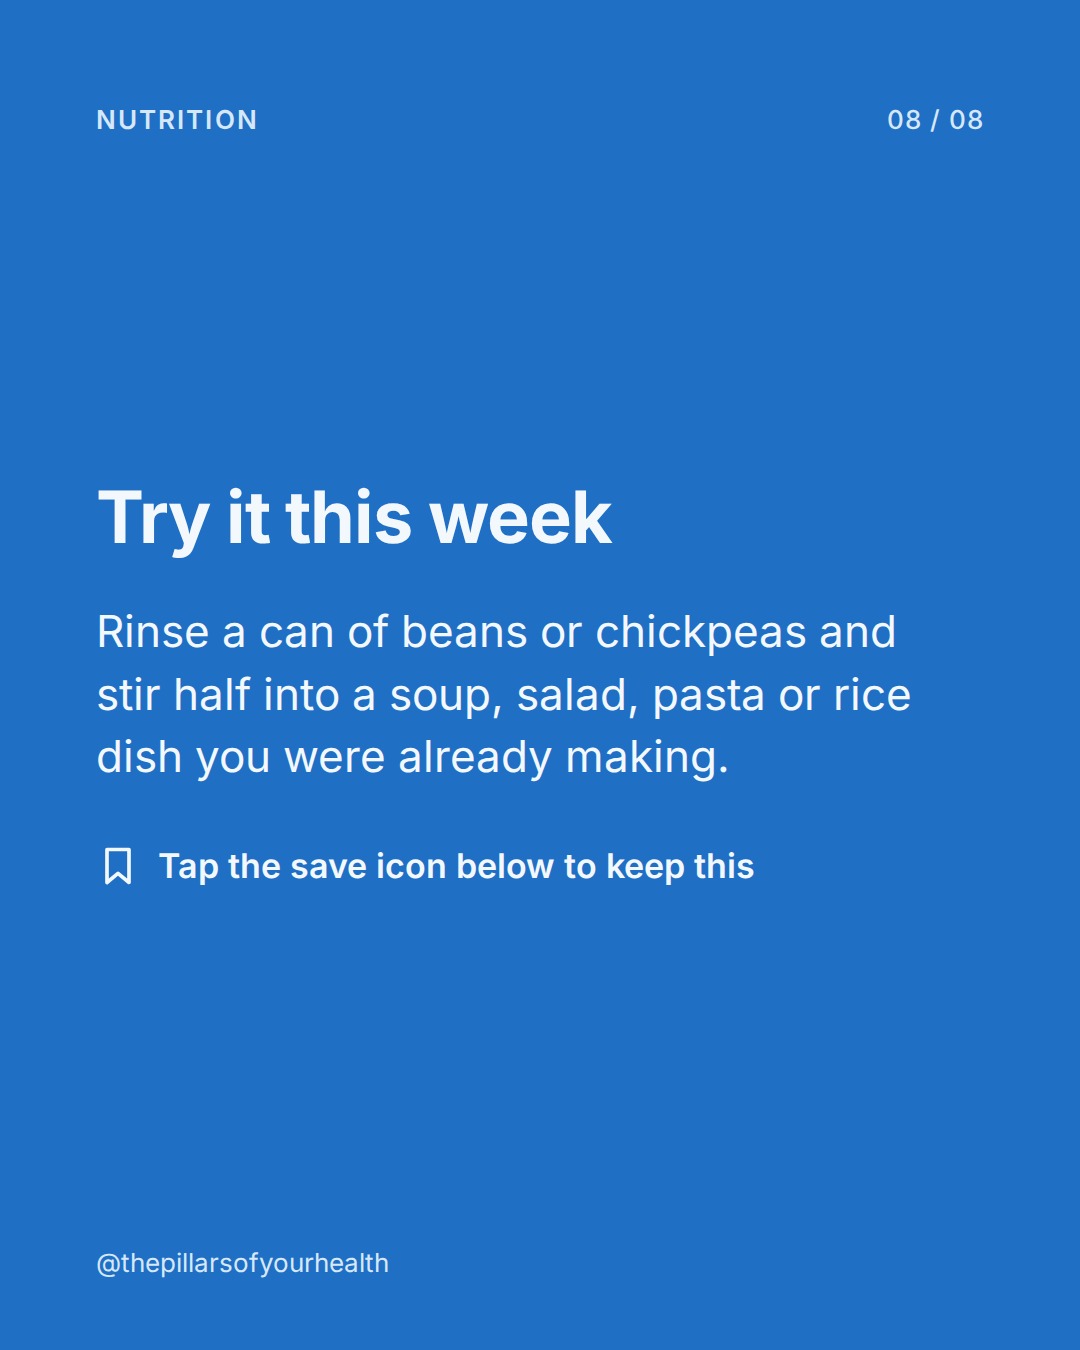 NUTRITION
08 / 08
Try it this week
Rinse a can of beans or chickpeas and
stir half into a soup, salad, pasta or rice
dish you were already making.
Tap the save icon below to keep this
@thepillarsofyourhealth